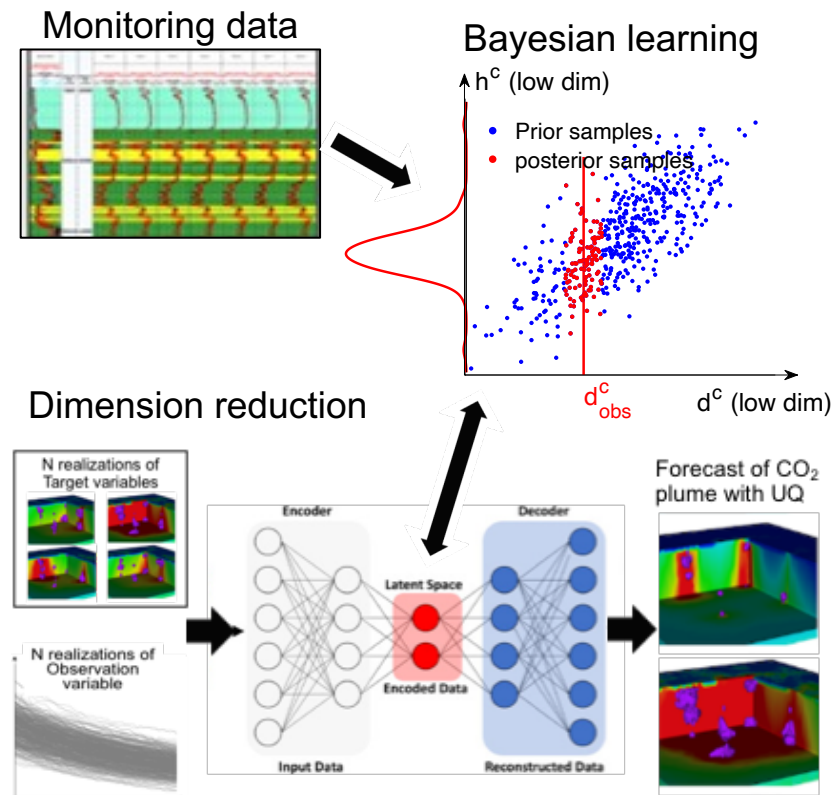 Monitoring data
Bayesian learning
h^c (low dim)
Prior samples
posterior samples
d^c_obs
d^c (low dim)
Dimension reduction
N realizations of
Target variables
N realizations of
Observation
variable
Encoder
Decoder
Latent Space
Encoded Data
Input Data
Reconstructed Data
Forecast of CO₂
plume with UQ